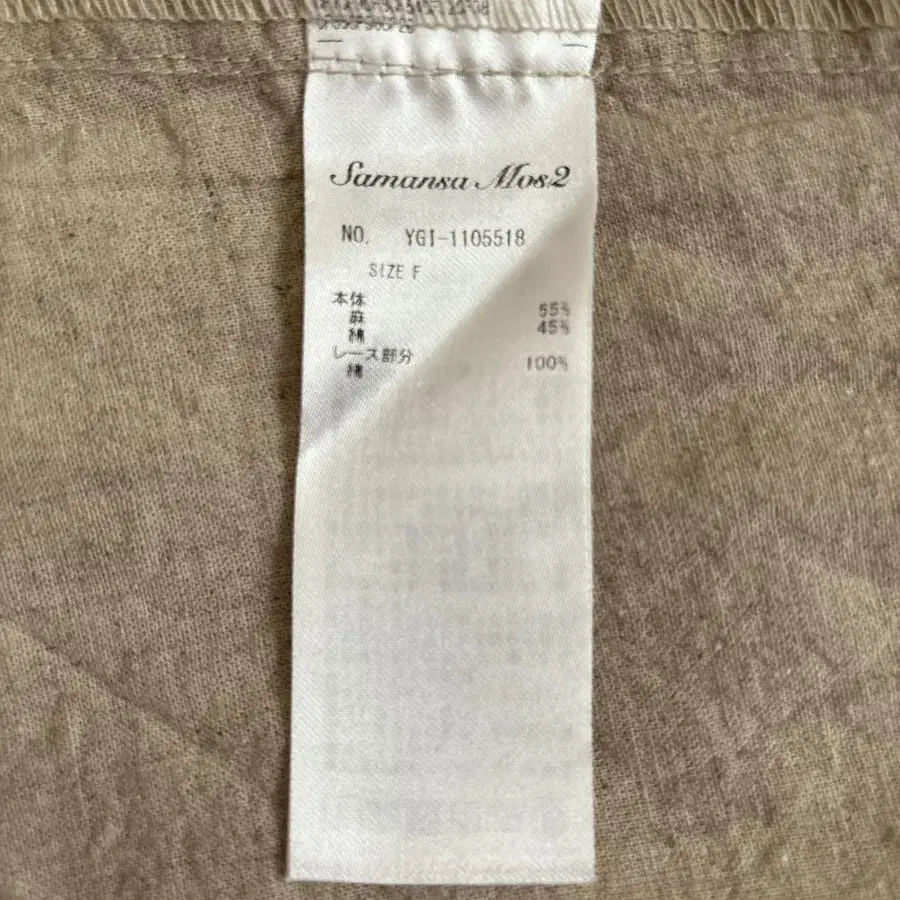 Samansa Mos2
NO. YGI-1105518
SIZE F
本体
麻 55%
綿 45%
レース部分
綿 100%